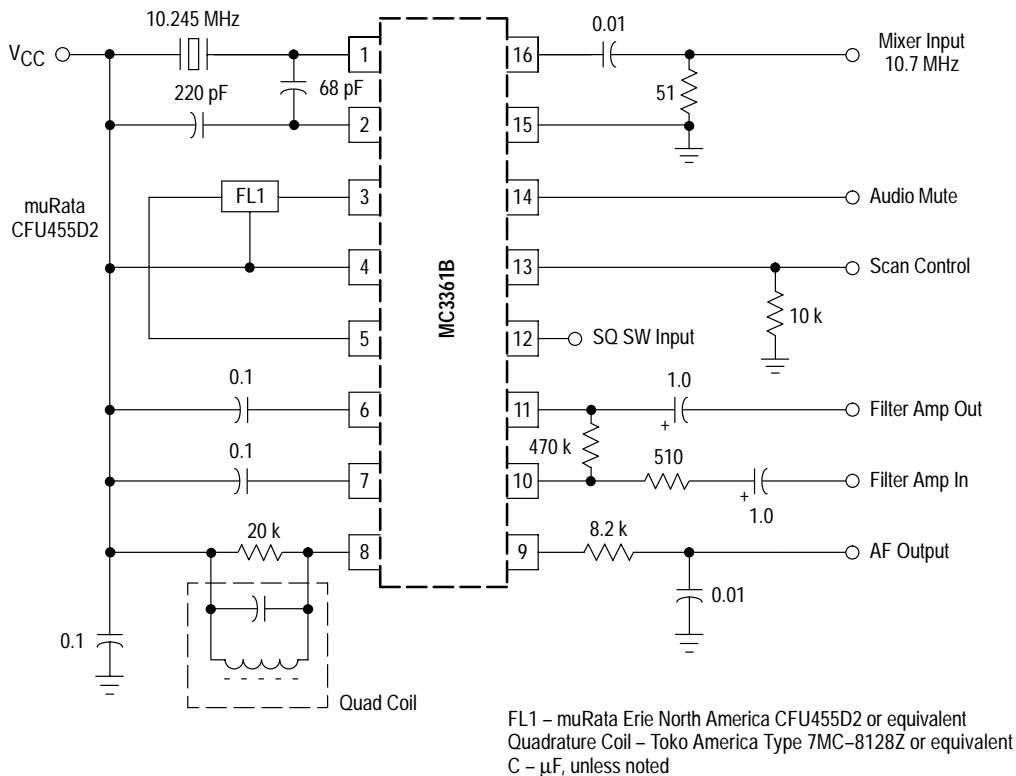 10.245 MHz
VCC
220 pF
68 pF
muRata
CFU455D2
FL1
0.1
0.1
20 k
0.1
Quad Coil
1
2
3
4
5
6
7
8
MC3361B
16
15
14
13
12
11
10
9
0.01
51
Mixer Input
10.7 MHz
Audio Mute
Scan Control
10 k
SQ SW Input
1.0
+
Filter Amp Out
470 k
510
+
1.0
Filter Amp In
8.2 k
AF Output
0.01
FL1 – muRata Erie North America CFU455D2 or equivalent
Quadrature Coil – Toko America Type 7MC–8128Z or equivalent
C – µF, unless noted